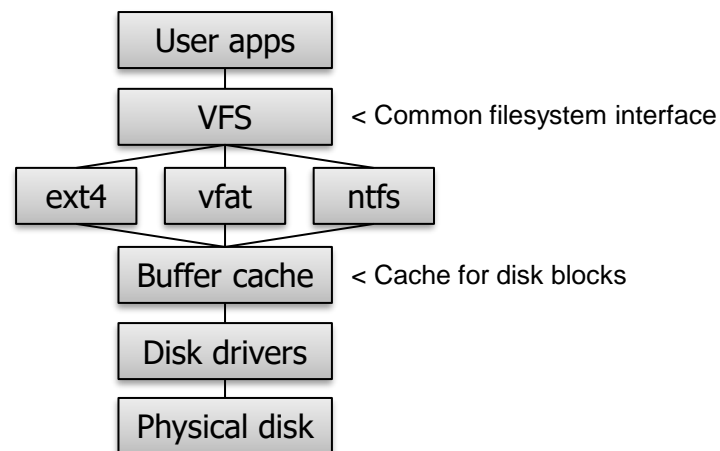 User apps
VFS
< Common filesystem interface
ext4
vfat
ntfs
Buffer cache
< Cache for disk blocks
Disk drivers
Physical disk